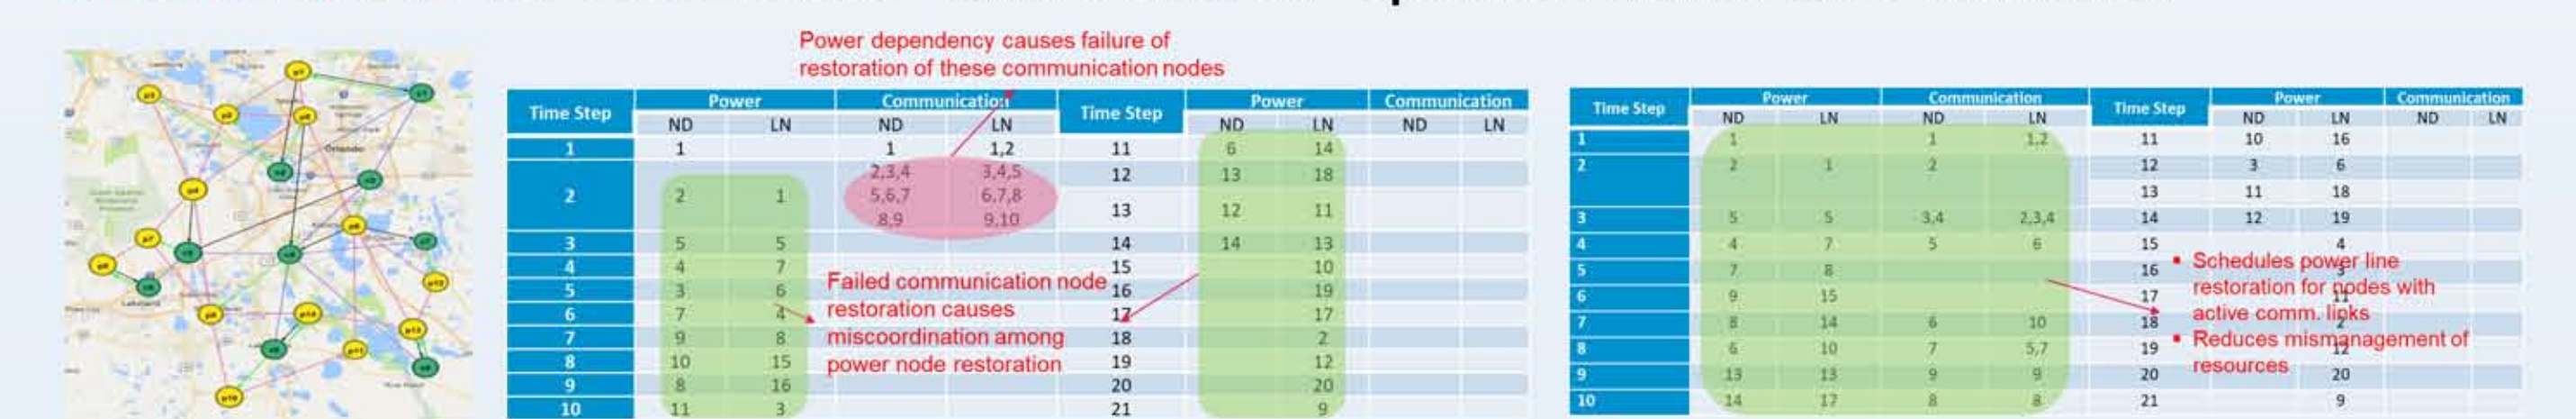 Power dependency causes failure of
restoration of these communication nodes
Time Step Power Communication Time Step Power Communication
ND LN ND LN ND LN ND LN
1 1 1 1,2 11 6 14
2 2 1 2,3,4 3,4,5 12 13 18
5,6,7 6,7,8
8,9 9,10 13 12 11
3 5 5 14 14 13
4 4 7 15 10
5 3 6 16 19
6 7 4 17 17
7 9 8 18 2
8 10 15 19 12
9 8 16 20 20
10 11 3 21 9
Failed communication node
restoration causes
miscoordination among
power node restoration
Time Step Power Communication Time Step Power Communication
ND LN ND LN ND LN ND LN
1 1 1 1,2 11 10 16
2 2 1 2 12 3 6
13 11 18
3 5 5 3,4 2,3,4 14 12 19
4 4 7 5 6 15 4
5 7 8 16 3
6 9 15 17 11
7 8 14 6 10 18 2
8 6 10 7 5,7 19 12
9 13 13 9 9 20 20
10 14 17 8 8 21 9
▪ Schedules power line
restoration for nodes with
active comm. links
▪ Reduces mismanagement of
resources
Orlando
Lakeland